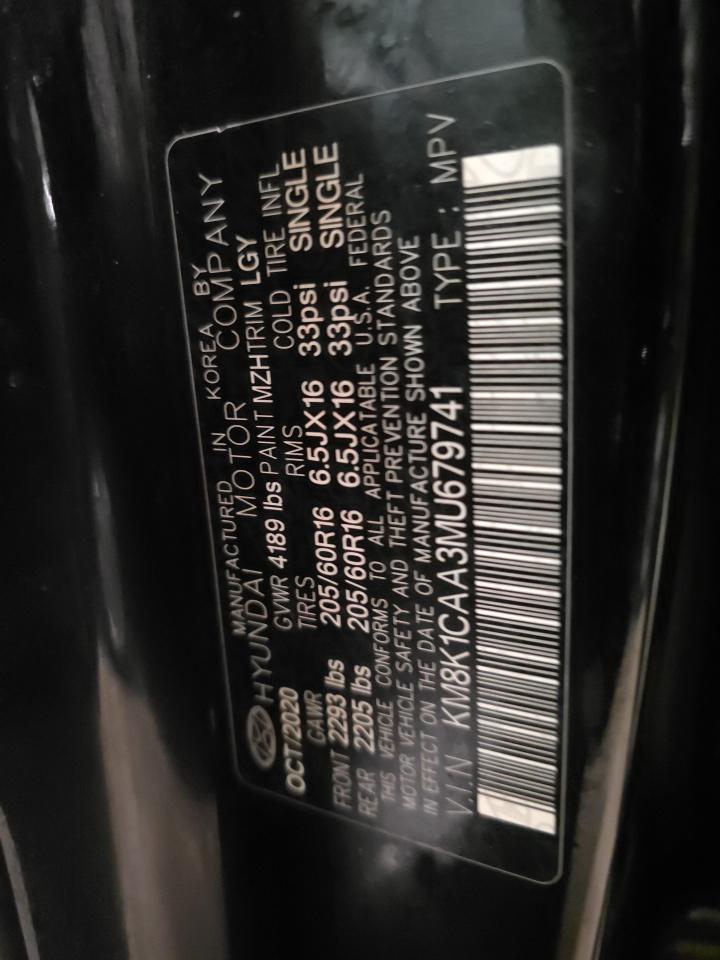 MANUFACTURED IN KOREA BY
HYUNDAI MOTOR COMPANY
OCT/2020 GVWR 4189 lbs PAINT MZH TRIM LGY
GAWR TIRES RIMS COLD TIRE INFL
FRONT 2293 lbs 205/60R16 6.5JX16 33psi SINGLE
REAR 2205 lbs 205/60R16 6.5JX16 33psi SINGLE
THIS VEHICLE CONFORMS TO ALL APPLICATABLE U.S.A. FEDERAL
MOTOR VEHICLE SAFETY AND THEFT PREVENTION STANDARDS
IN EFFECT ON THE DATE OF MANUFACTURE SHOWN ABOVE
V.I.N KM8K1CAA3MU679741 TYPE : MPV